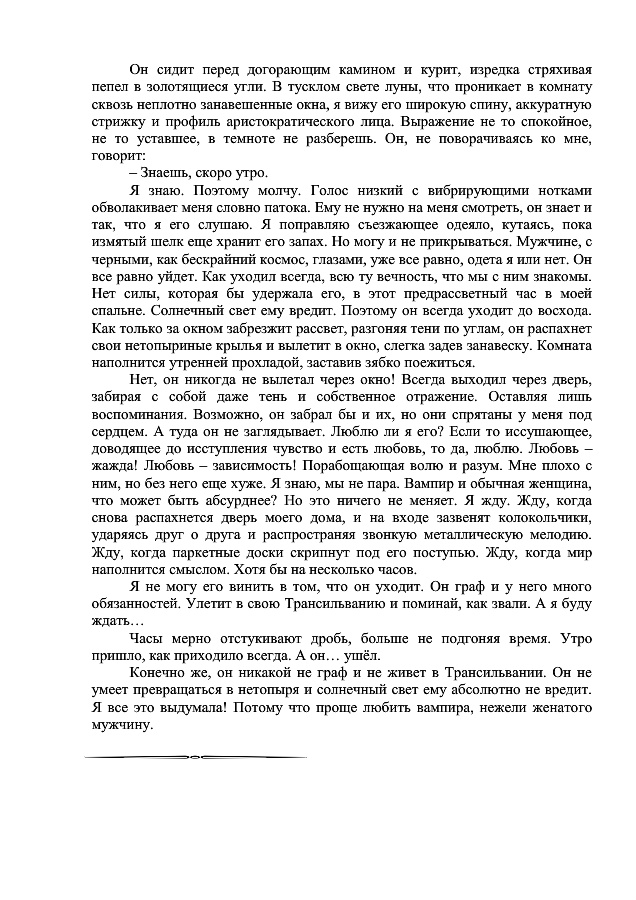 Он сидит перед догорающим камином и курит, изредка стряхивая
пепел в золотящиеся угли. В тусклом свете луны, что проникает в комнату
сквозь неплотно занавешенные окна, я вижу его широкую спину, аккуратную
стрижку и профиль аристократического лица. Выражение не то спокойное,
не то уставшее, в темноте не разберешь. Он, не поворачиваясь ко мне,
говорит:
– Знаешь, скоро утро.
Я знаю. Поэтому молчу. Голос низкий с вибрирующими нотками
обволакивает меня словно патока. Ему не нужно на меня смотреть, он знает и
так, что я его слушаю. Я поправляю съезжающее одеяло, кутаясь, пока
измятый шелк еще хранит его запах. Но могу и не прикрываться. Мужчине, с
черными, как бескрайний космос, глазами, уже все равно, одета я или нет. Он
все равно уйдет. Как уходил всегда, всю ту вечность, что мы с ним знакомы.
Нет силы, которая бы удержала его, в этот предрассветный час в моей
спальне. Солнечный свет ему вредит. Поэтому он всегда уходит до восхода.
Как только за окном забрезжит рассвет, разгоняя тени по углам, он распахнет
свои нетопыриные крылья и вылетит в окно, слегка задев занавеску. Комната
наполнится утренней прохладой, заставив зябко поежиться.
Нет, он никогда не вылетал через окно! Всегда выходил через дверь,
забирая с собой даже тень и собственное отражение. Оставляя лишь
воспоминания. Возможно, он забрал бы и их, но они спрятаны у меня под
сердцем. А туда он не заглядывает. Люблю ли я его? Если то иссушающее,
доводящее до исступления чувство и есть любовь, то да, люблю. Любовь –
жажда! Любовь – зависимость! Порабощающая волю и разум. Мне плохо с
ним, но без него еще хуже. Я знаю, мы не пара. Вампир и обычная женщина,
что может быть абсурднее? Но это ничего не меняет. Я жду. Жду, когда
снова распахнется дверь моего дома, и на входе зазвенят колокольчики,
ударяясь друг о друга и распространяя звонкую металлическую мелодию.
Жду, когда паркетные доски скрипнут под его поступью. Жду, когда мир
наполнится смыслом. Хотя бы на несколько часов.
Я не могу его винить в том, что он уходит. Он граф и у него много
обязанностей. Улетит в свою Трансильванию и поминай, как звали. А я буду
ждать…
Часы мерно отстукивают дробь, больше не подгоняя время. Утро
пришло, как приходило всегда. А он… ушёл.
Конечно же, он никакой не граф и не живет в Трансильвании. Он не
умеет превращаться в нетопыря и солнечный свет ему абсолютно не вредит.
Я все это выдумала! Потому что проще любить вампира, нежели женатого
мужчину.